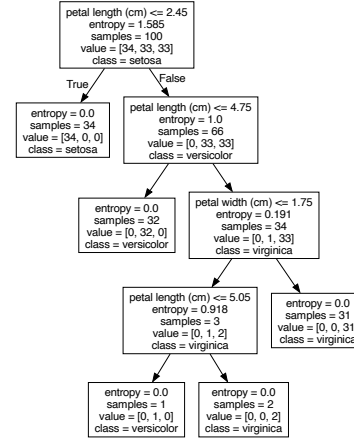 petal length (cm) <= 2.45
entropy = 1.585
samples = 100
value = [34, 33, 33]
class = setosa
True
False
entropy = 0.0
samples = 34
value = [34, 0, 0]
class = setosa
petal length (cm) <= 4.75
entropy = 1.0
samples = 66
value = [0, 33, 33]
class = versicolor
entropy = 0.0
samples = 32
value = [0, 32, 0]
class = versicolor
petal width (cm) <= 1.75
entropy = 0.191
samples = 34
value = [0, 1, 33]
class = virginica
petal length (cm) <= 5.05
entropy = 0.918
samples = 3
value = [0, 1, 2]
class = virginica
entropy = 0.0
samples = 31
value = [0, 0, 31]
class = virginica
entropy = 0.0
samples = 1
value = [0, 1, 0]
class = versicolor
entropy = 0.0
samples = 2
value = [0, 0, 2]
class = virginica